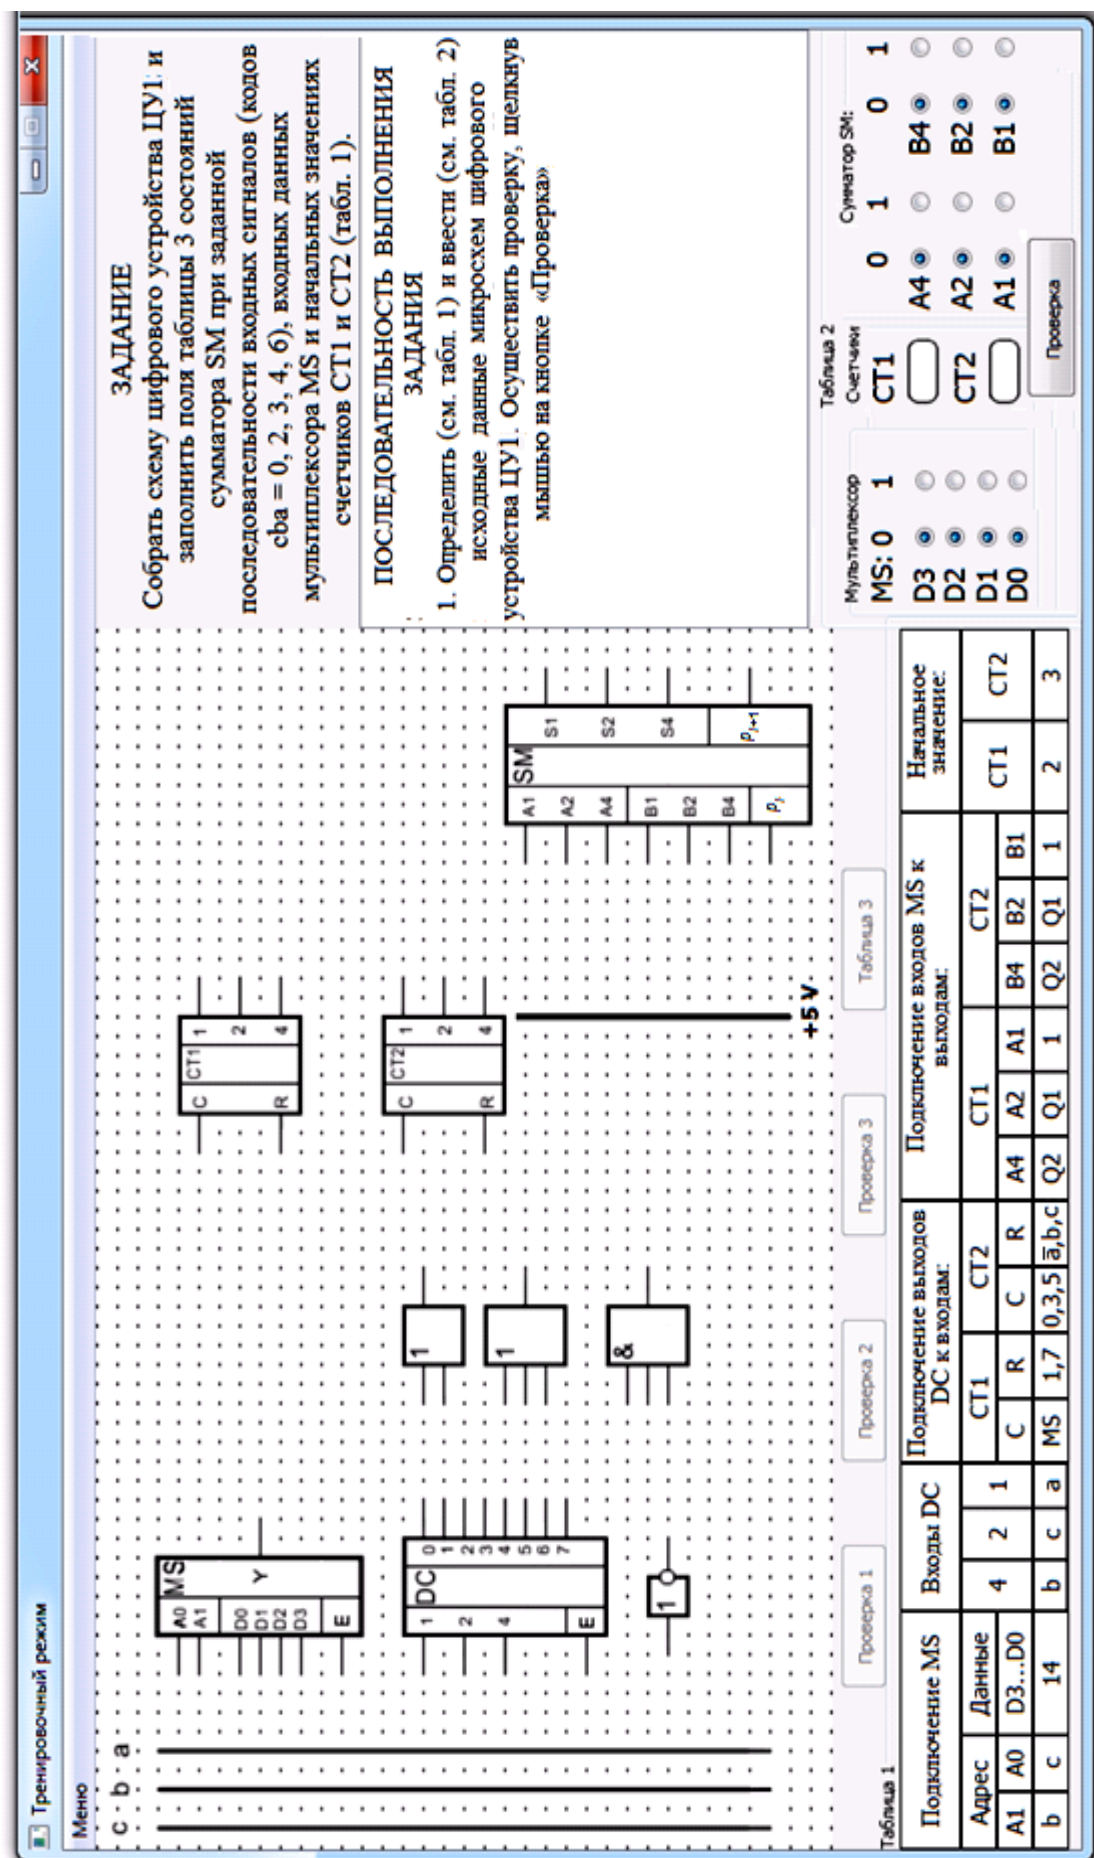 Тренировочный режим
Меню
c b a
MS
A0
A1
D0
D1
D2
D3
E
Y
DC
1
2
4
E
0
1
2
3
4
5
6
7
1
1
1
&
CT1
C
R
1
2
4
CT2
C
R
1
2
4
+5 V
SM
A1
A2
A4
B1
B2
B4
Pj
S1
S2
S4
Pj+1
ЗАДАНИЕ
Собрать схему цифрового устройства ЦУ1: и
заполнить поля таблицы 3 состояний
сумматора SM при заданной
последовательности входных сигналов (кодов
cba = 0, 2, 3, 4, 6), входных данных
мультиплексора MS и начальных значениях
счетчиков CT1 и CT2 (табл. 1).
ПОСЛЕДОВАТЕЛЬНОСТЬ ВЫПОЛНЕНИЯ
ЗАДАНИЯ
1. Определить (см. табл. 1) и ввести (см. табл. 2)
исходные данные микросхем цифрового
устройства ЦУ1. Осуществить проверку, щелкнув
мышью на кнопке «Проверка»
Проверка 1 Проверка 2 Проверка 3 Таблица 3
Таблица 1
Подключение MS Входы DC Подключение выходов DC к входам: Подключение входов MS к выходам: Начальное значение:
Адрес Данные 4 2 1 CT1 CT2 CT1 CT2 CT1 CT2
A1 A0 D3...D0 C R C R A4 A2 A1 B4 B2 B1
b c 14 b c a MS 1,7 0,3,5 a̅,b,c Q2 Q1 1 Q2 Q1 1 2 3
Таблица 2
Мультиплексор Счетчики Сумматор SM:
MS: 0 1 CT1 0 1 0 1
D3 A4 B4
D2 CT2 A2 B2
D1 A1 B1
D0
Проверка